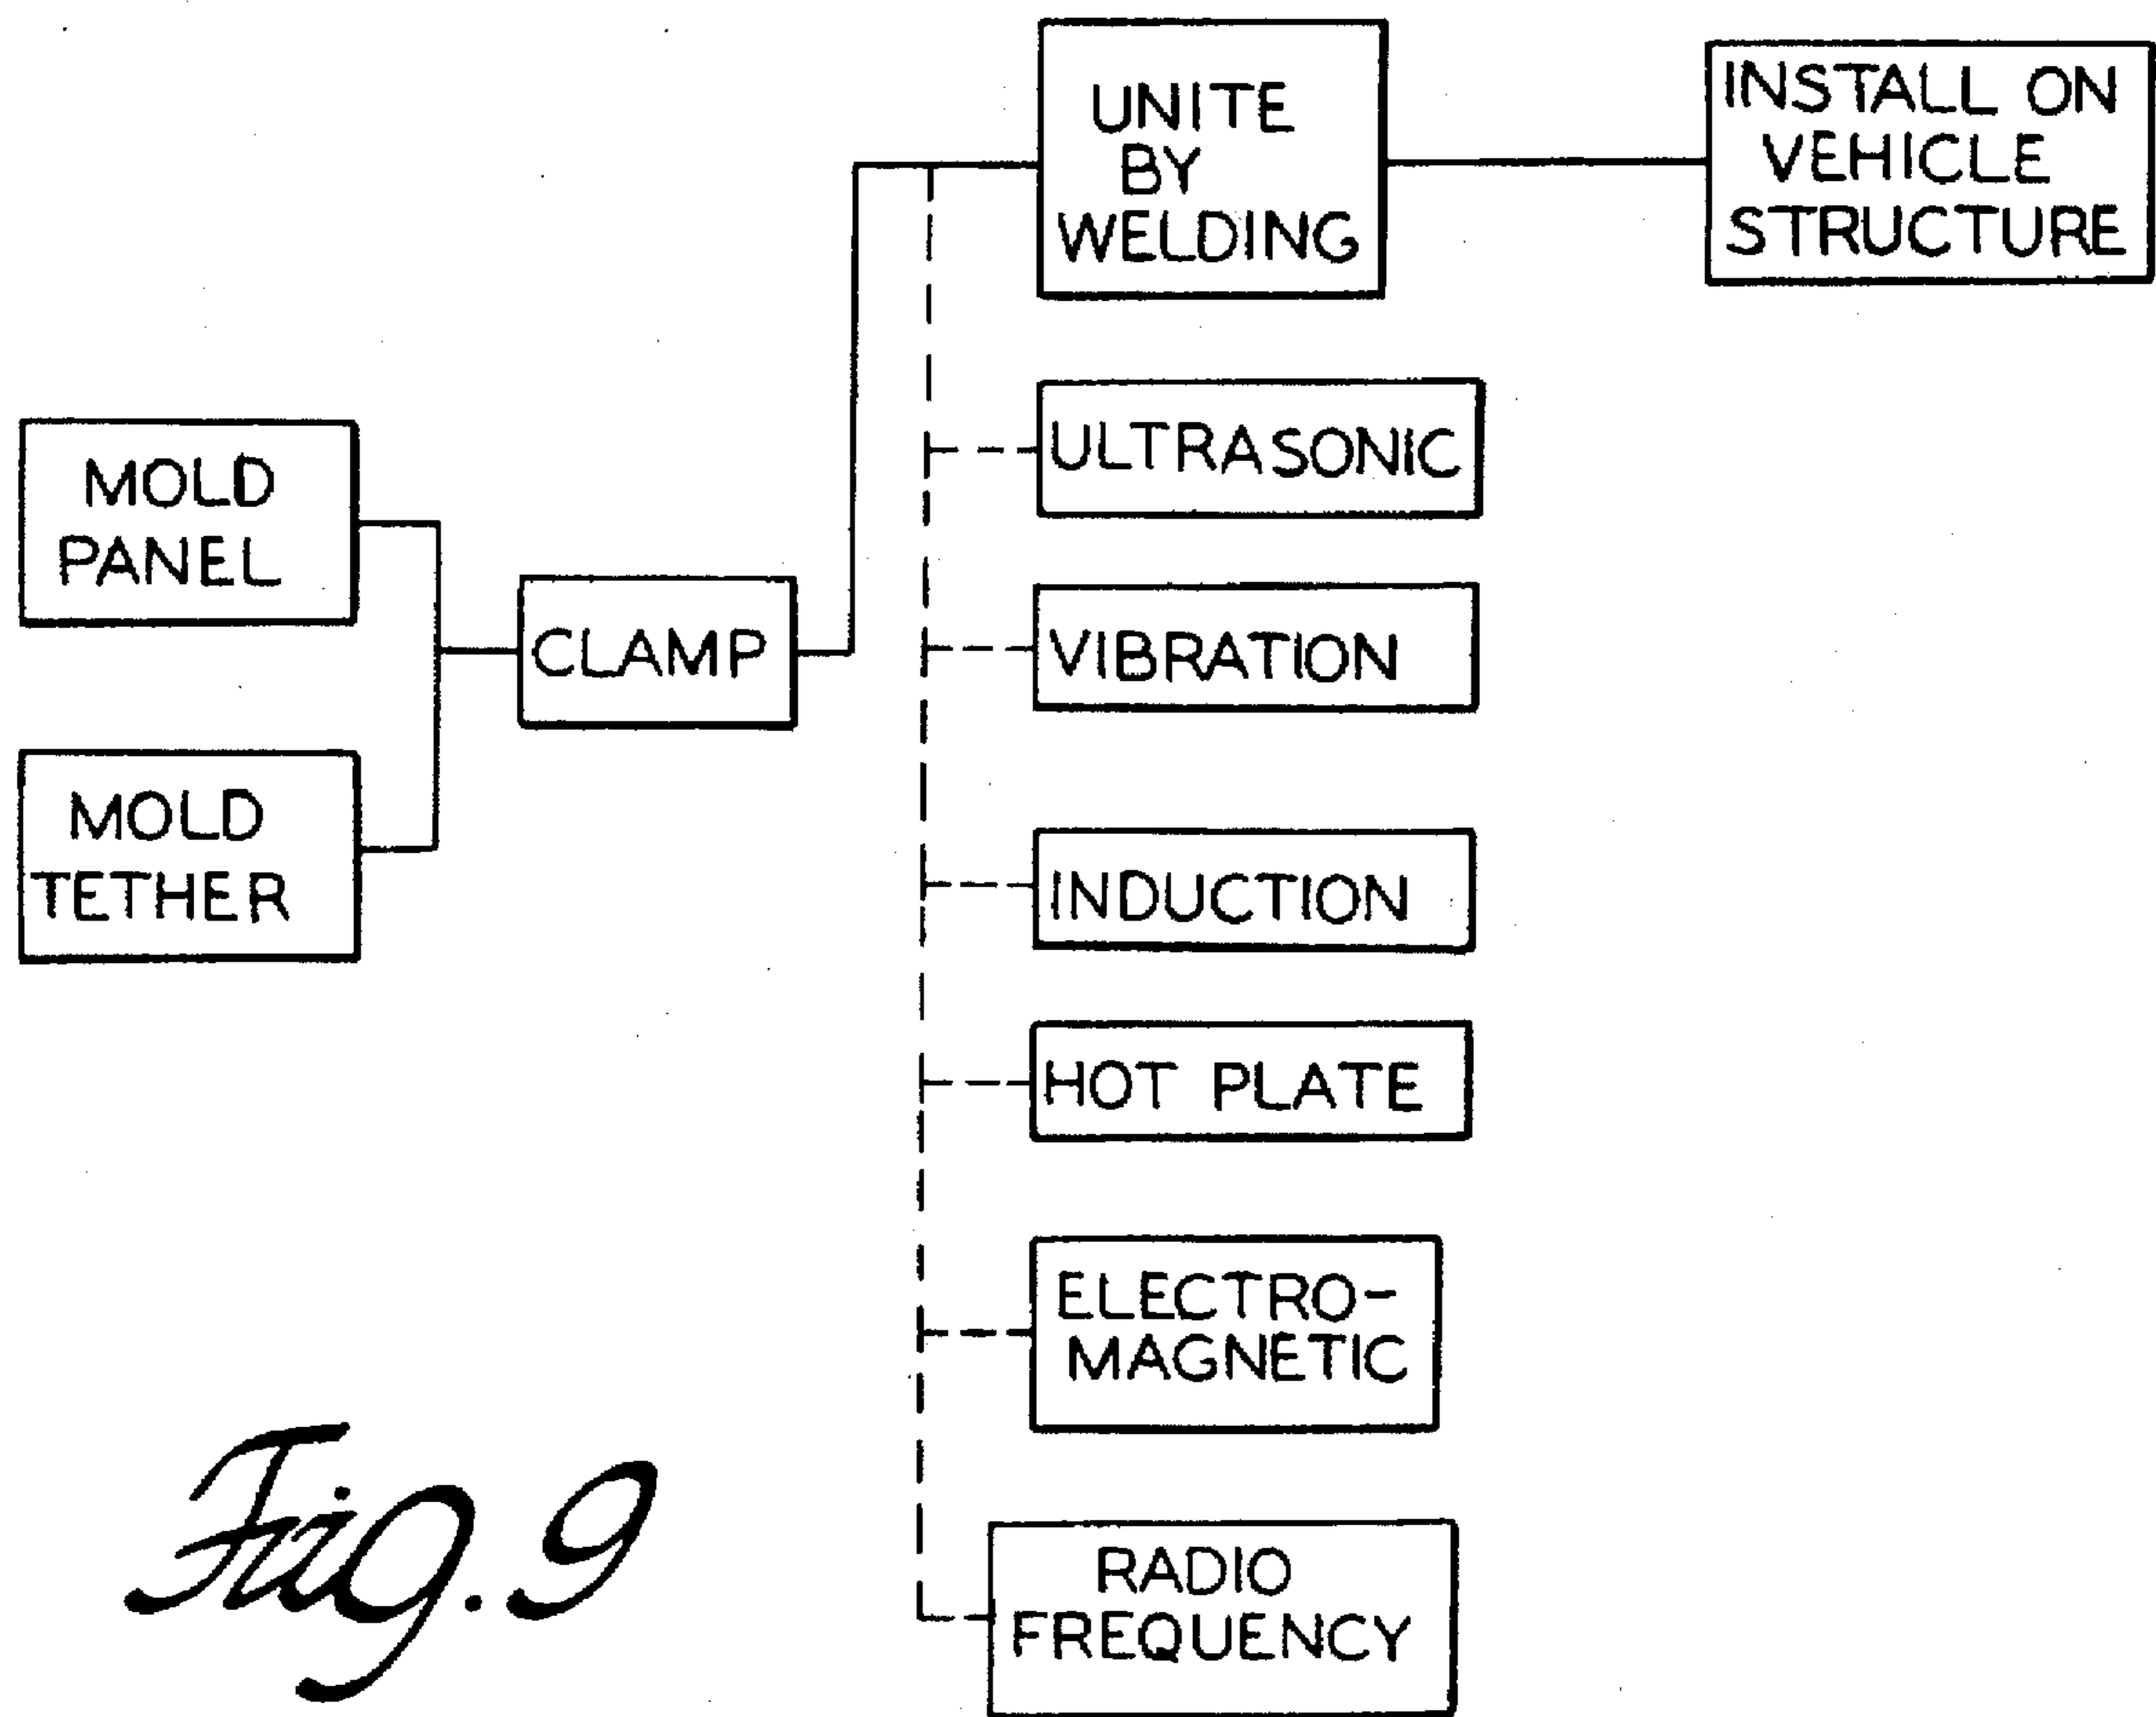 UNITE
BY
WELDING
INSTALL ON
VEHICLE
STRUCTURE
MOLD
PANEL
CLAMP
MOLD
TETHER
ULTRASONIC
VIBRATION
INDUCTION
HOT PLATE
ELECTRO-
MAGNETIC
RADIO
FREQUENCY
Fig. 9